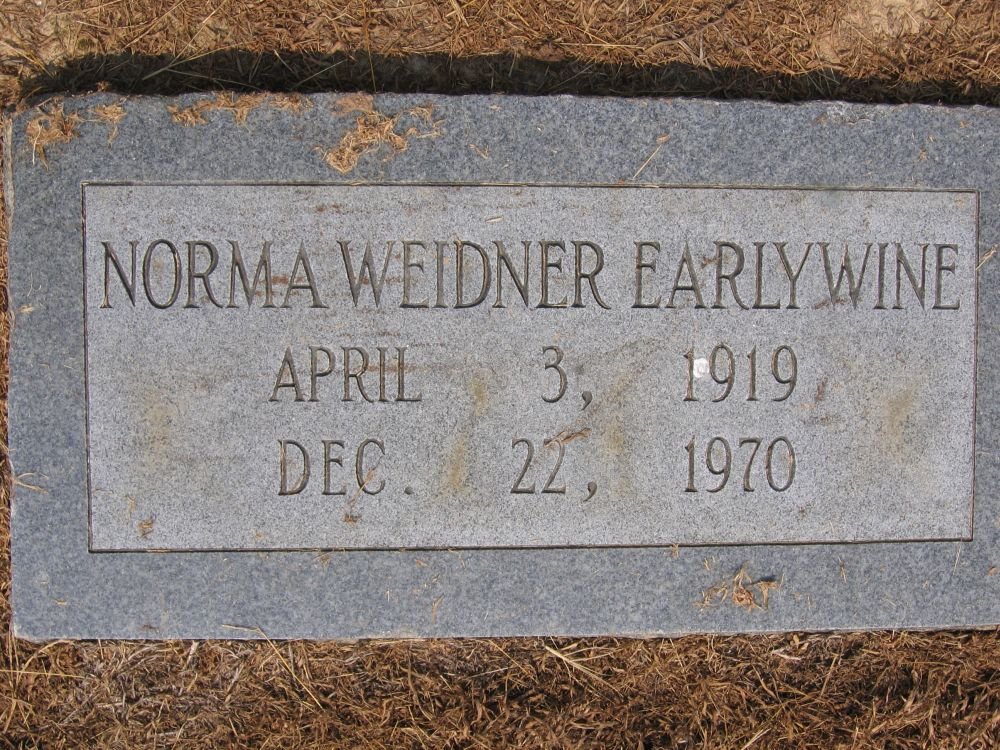 NORMA WEIDNER EARLYWINE
APRIL 3, 1919
DEC. 22, 1970